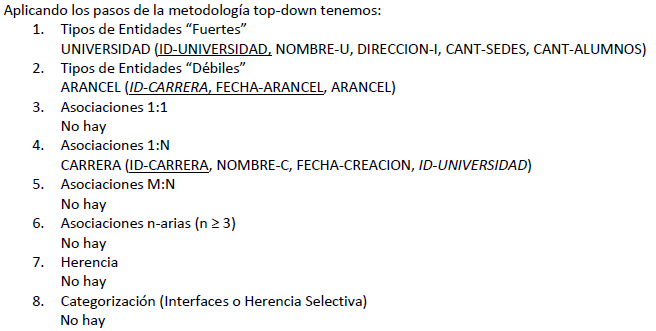 Aplicando los pasos de la metodología top-down tenemos:
1. Tipos de Entidades “Fuertes”
UNIVERSIDAD (ID-UNIVERSIDAD, NOMBRE-U, DIRECCION-I, CANT-SEDES, CANT-ALUMNOS)
2. Tipos de Entidades “Débiles”
ARANCEL (ID-CARRERA, FECHA-ARANCEL, ARANCEL)
3. Asociaciones 1:1
No hay
4. Asociaciones 1:N
CARRERA (ID-CARRERA, NOMBRE-C, FECHA-CREACION, ID-UNIVERSIDAD)
5. Asociaciones M:N
No hay
6. Asociaciones n-arias (n ≥ 3)
No hay
7. Herencia
No hay
8. Categorización (Interfaces o Herencia Selectiva)
No hay